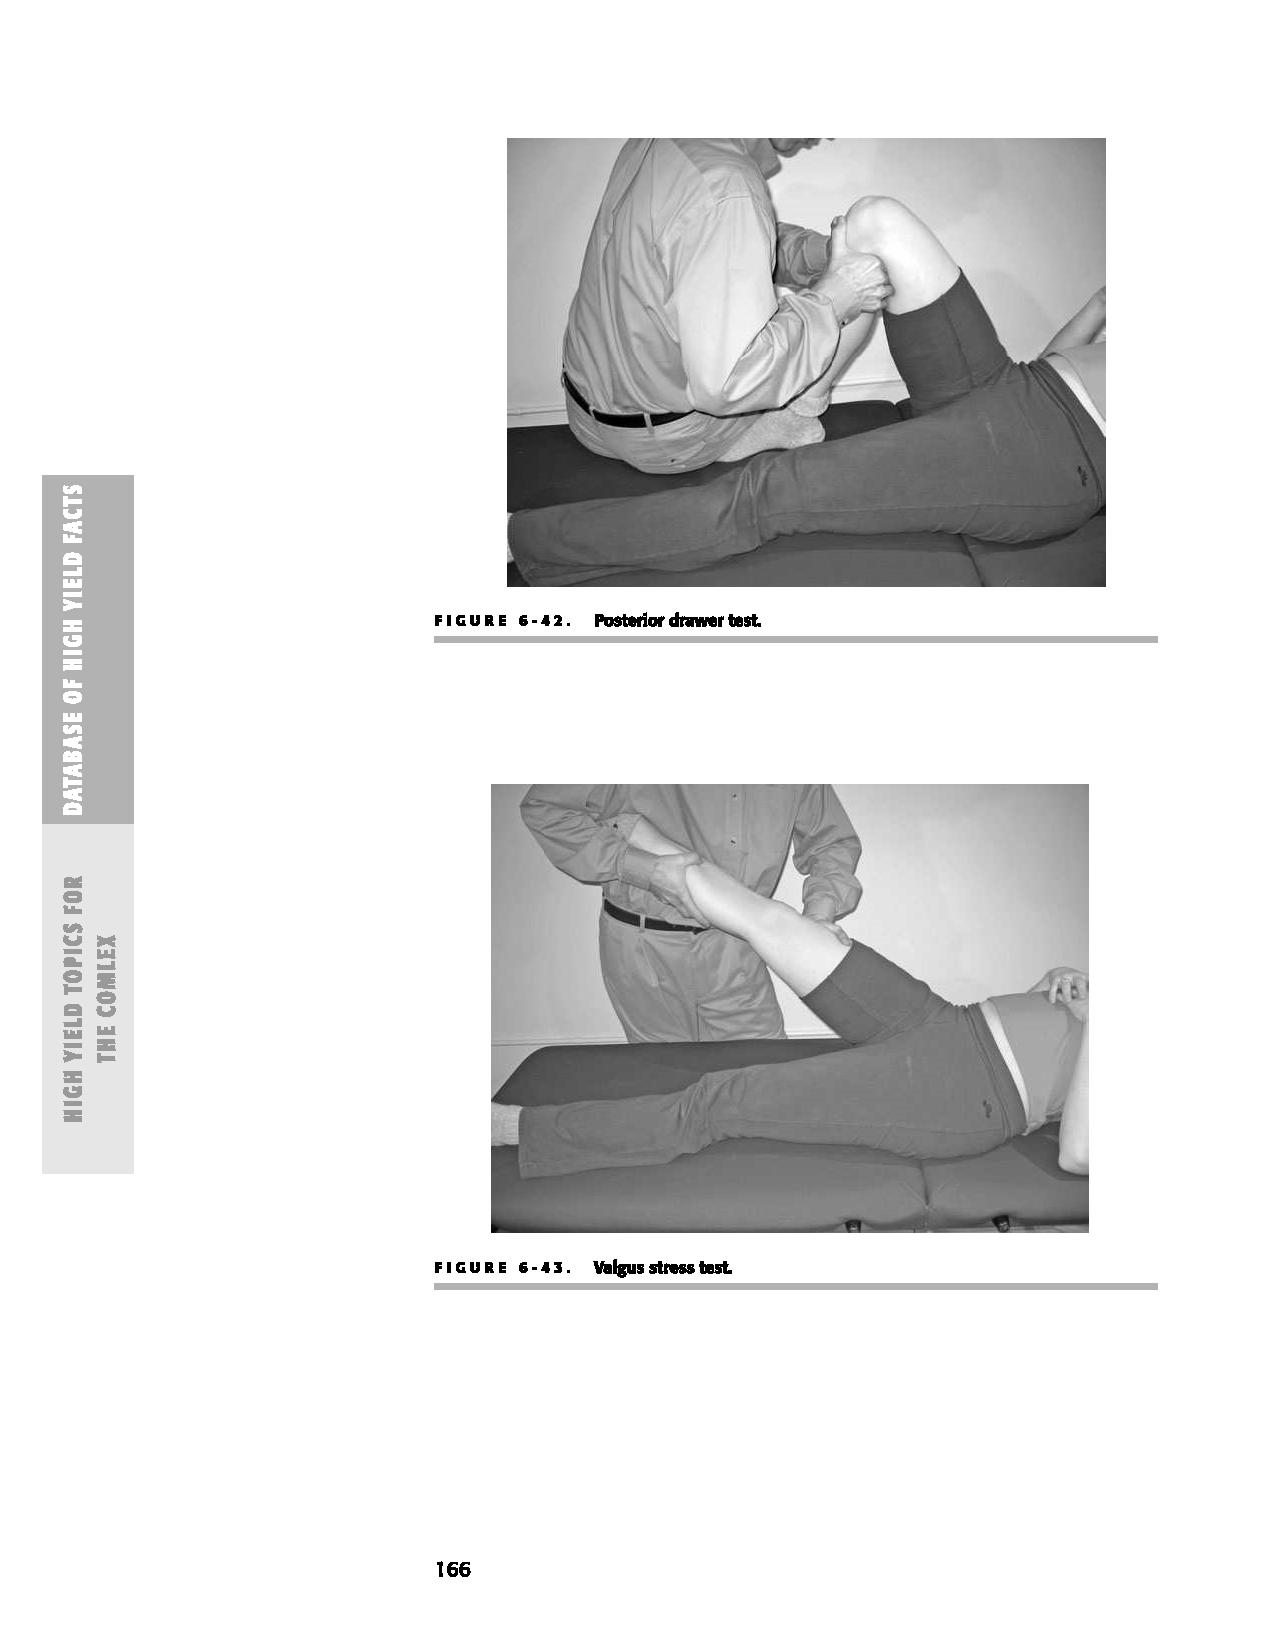 DATABASE OF HIGH YIELD FACTS
HIGH YIELD TOPICS FOR
THE COMLEX
FIGURE 6-42. Posterior drawer test.
FIGURE 6-43. Valgus stress test.
166